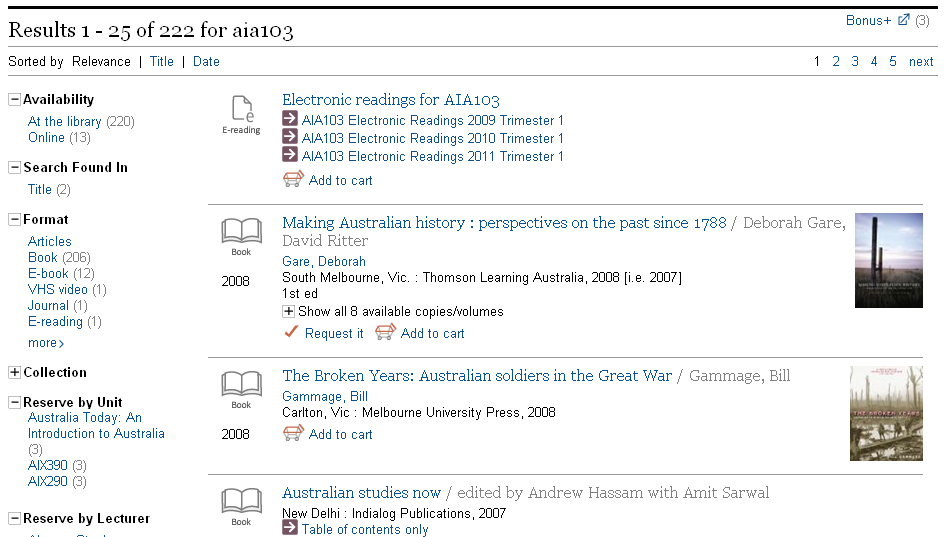 Results 1 - 25 of 222 for aia103
Bonus+ (3)
Sorted by Relevance | Title | Date
1 2 3 4 5 next
Availability
At the library (220)
Online (13)
Search Found In
Title (2)
Format
Articles
Book (206)
E-book (12)
VHS video (1)
Journal (1)
E-reading (1)
more>
Collection
Reserve by Unit
Australia Today: An
Introduction to Australia
(3)
AIX390 (3)
AIX290 (3)
Reserve by Lecturer
E-reading
Electronic readings for AIA103
AIA103 Electronic Readings 2009 Trimester 1
AIA103 Electronic Readings 2010 Trimester 1
AIA103 Electronic Readings 2011 Trimester 1
Add to cart
Book
2008
Making Australian history : perspectives on the past since 1788 / Deborah Gare,
David Ritter
Gare, Deborah
South Melbourne, Vic. : Thomson Learning Australia, 2008 [i.e. 2007]
1st ed
Show all 8 available copies/volumes
Request it Add to cart
MAKING AUSTRALIAN HISTORY
Book
2008
The Broken Years: Australian soldiers in the Great War / Gammage, Bill
Gammage, Bill
Carlton, Vic : Melbourne University Press, 2008
Add to cart
THE BROKEN YEARS
Book
Australian studies now / edited by Andrew Hassam with Amit Sarwal
New Delhi : Indialog Publications, 2007
Table of contents only